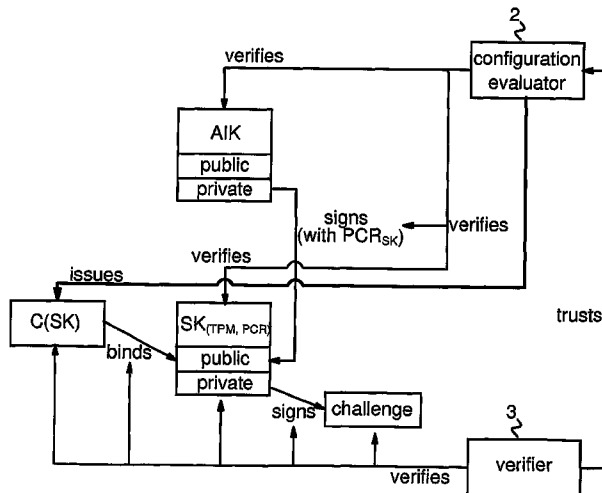 2
verifies
configuration
evaluator
AIK
public
private
signs
(with PCR_SK)
verifies
verifies
issues
C(SK)
SK_(TPM, PCR)
trusts
binds
public
private
signs
challenge
3
verifier
verifies